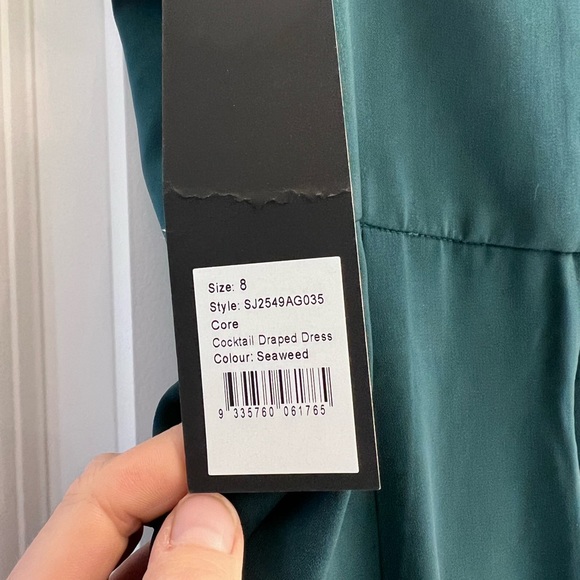 Size: 8
Style: SJ2549AG035
Core
Cocktail Draped Dress
Colour: Seaweed
9 335760 061765